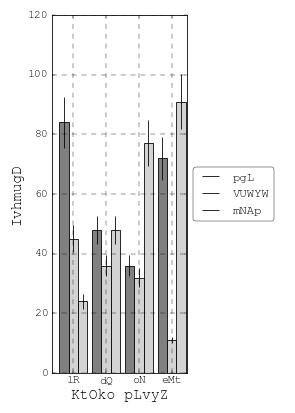 120
100
80
60
40
20
0
IvhmugD
1R dQ oN eMt
KtOko pLvyZ
pgL
VUWYW
mNAp